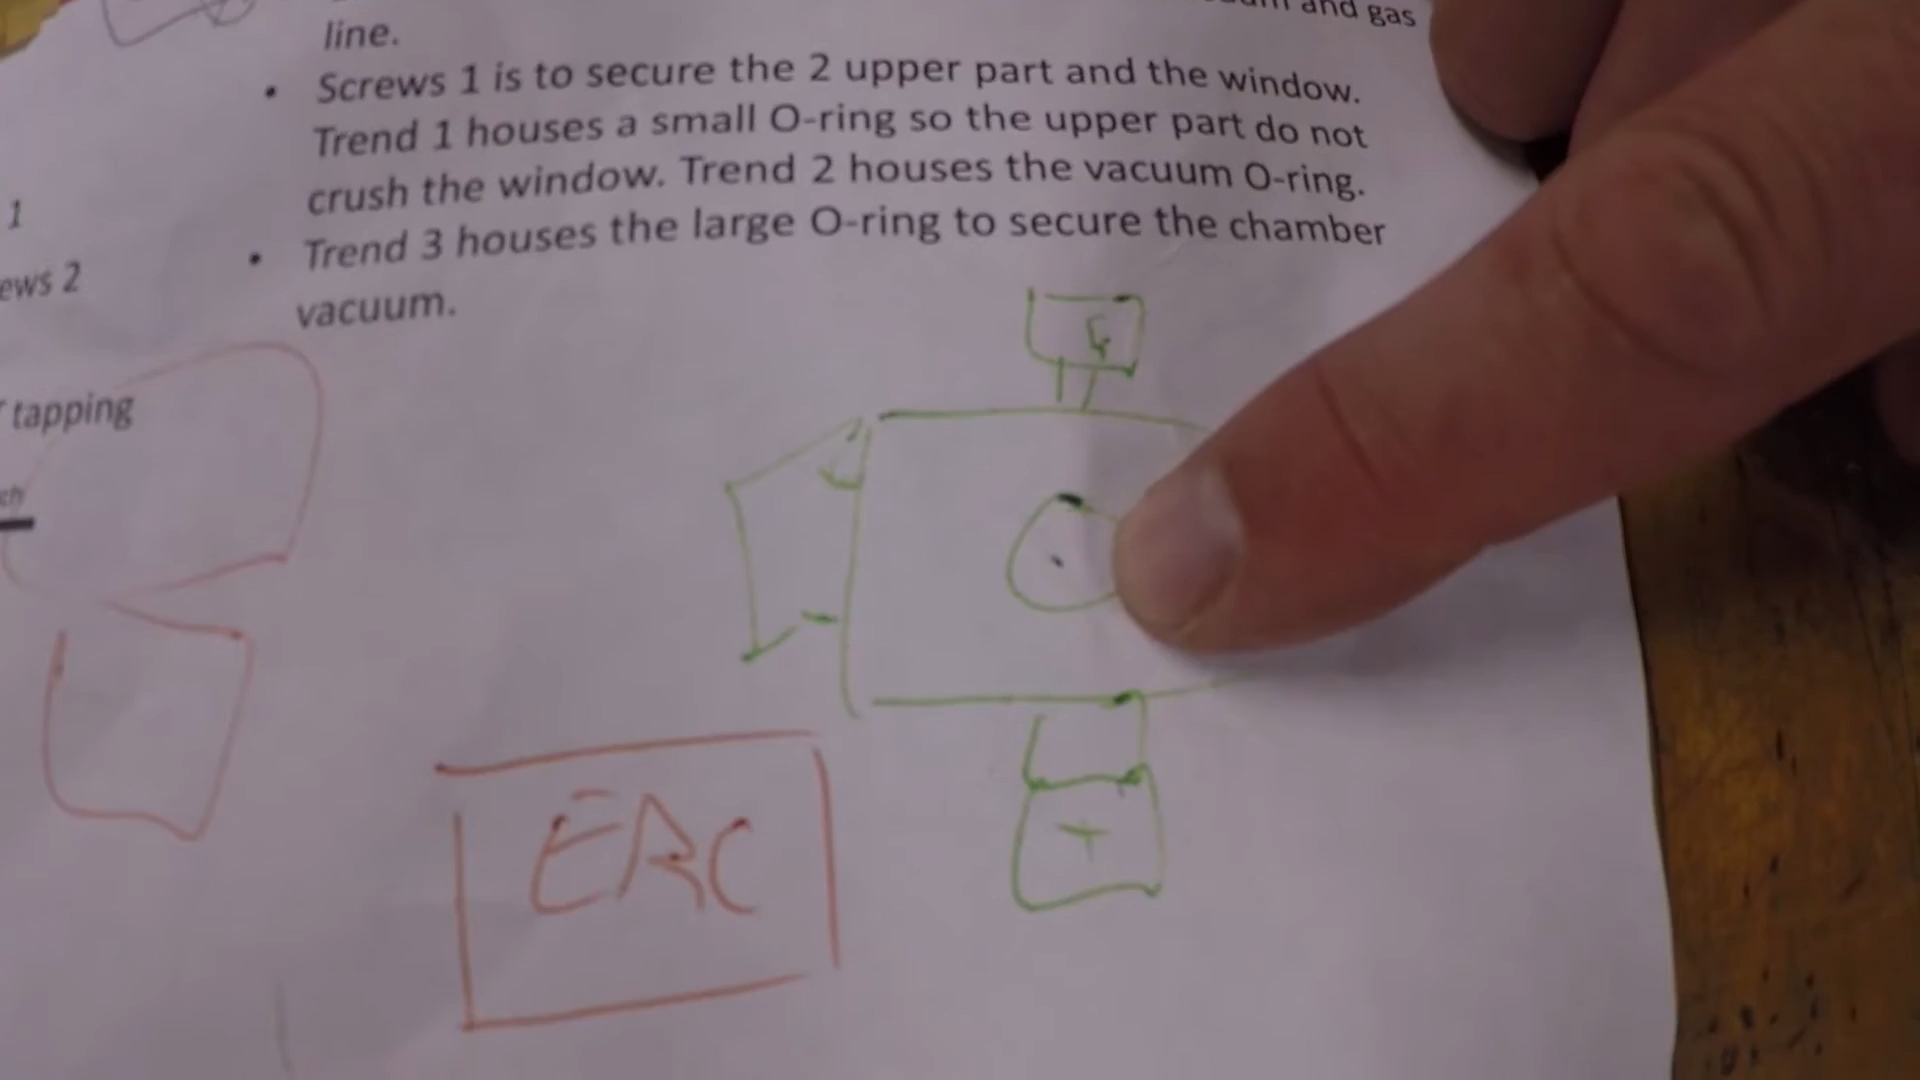 and gas
line.
• Screws 1 is to secure the 2 upper part and the window.
Trend 1 houses a small O-ring so the upper part do not
crush the window. Trend 2 houses the vacuum O-ring.
• Trend 3 houses the large O-ring to secure the chamber
vacuum.
1
ews 2
tapping
ch
ERC
+